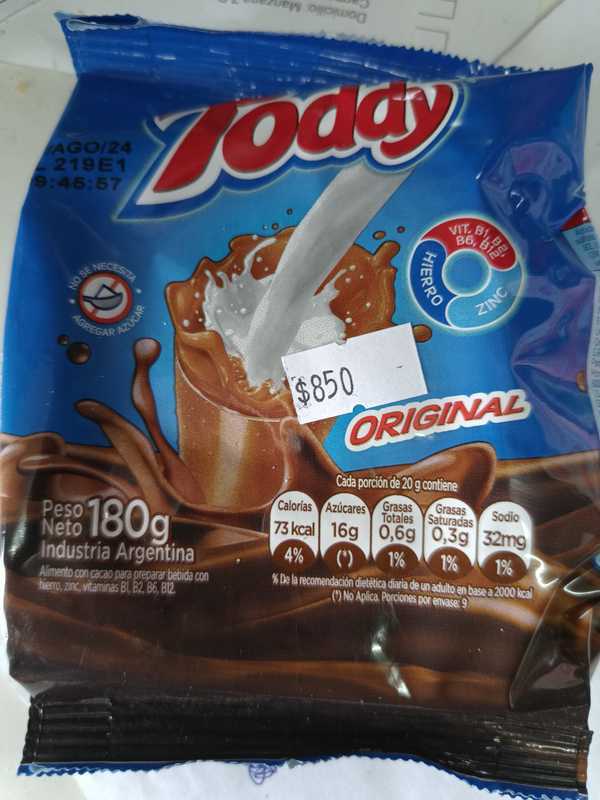 Domicilio: Manzana
Toddy
AGO/24
L 219E1
9:46:57
VIT. B1, B2
B6, B12
HIERRO
ZINC
NO SE NECESITA
AGREGAR AZÚCAR
$850
ORIGINAL
Cada porción de 20 g contiene
Calorías
73 kcal
4%
Azúcares
16g
(*)
Grasas
Totales
0,6g
1%
Grasas
Saturadas
0,3g
1%
Sodio
32mg
1%
% De la recomendación dietética diaria de un adulto en base a 2000 kcal
(*) No Aplica. Porciones por envase: 9
Peso
Neto 180g
Industria Argentina
Alimento con cacao para preparar bebida con
hierro, zinc, vitaminas B1, B2, B6, B12.